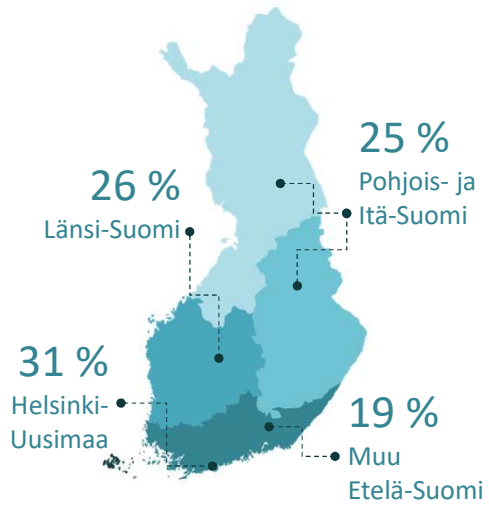 25 %
Pohjois- ja
Itä-Suomi
26 %
Länsi-Suomi
31 %
Helsinki-
Uusimaa
19 %
Muu
Etelä-Suomi